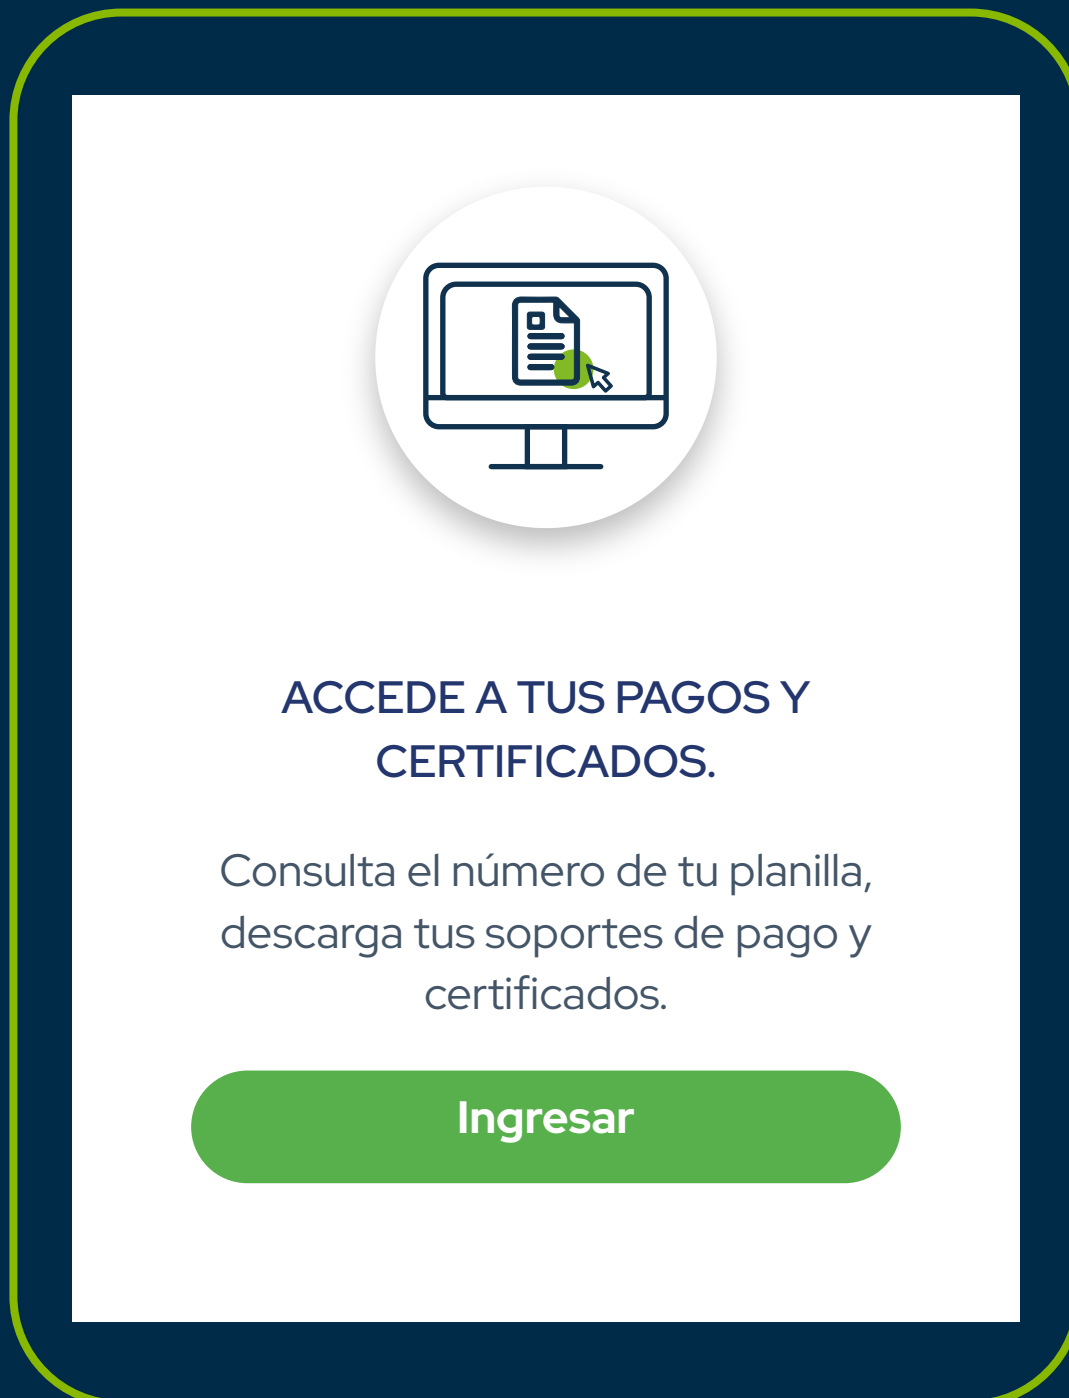 ACCEDE A TUS PAGOS Y
CERTIFICADOS.
Consulta el número de tu planilla,
descarga tus soportes de pago y
certificados.
Ingresar